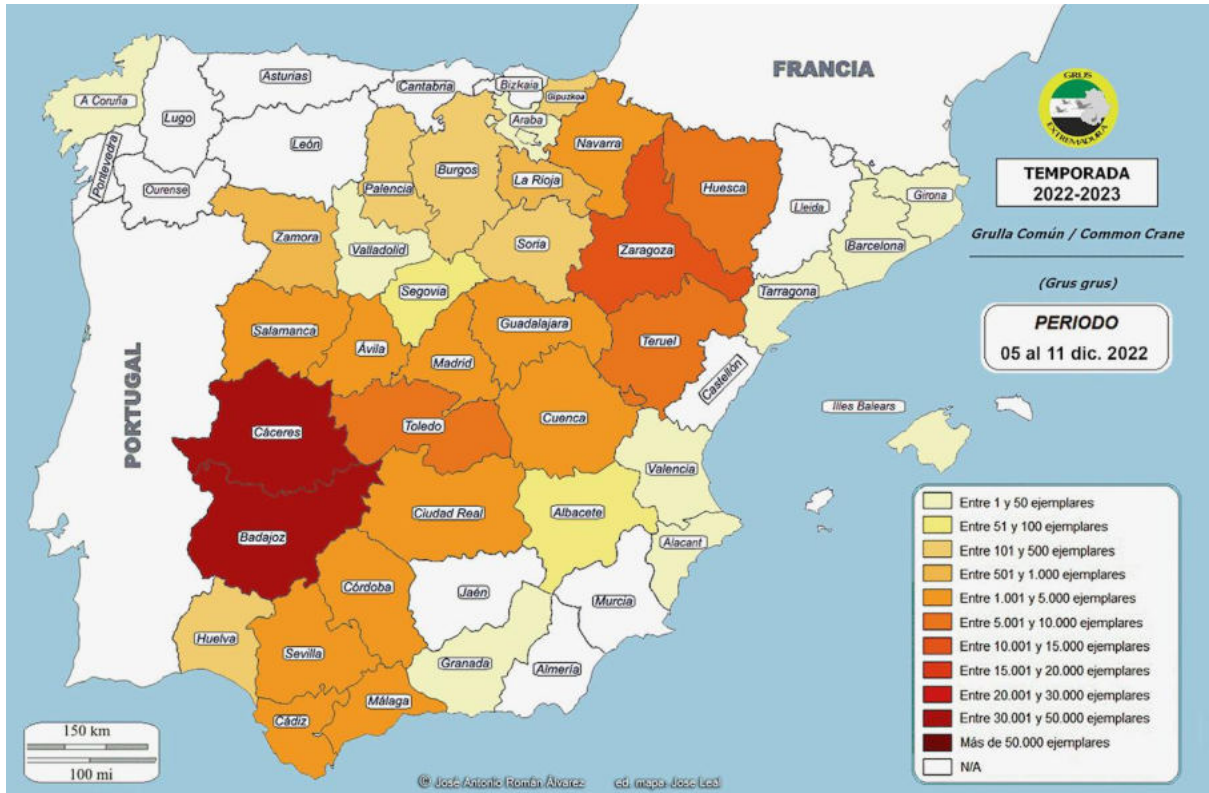 FRANCIA
GRUS
EXTREMADURA
TEMPORADA
2022-2023
Grulla Común / Common Crane
(Grus grus)
PERIODO
05 al 11 dic. 2022
A Coruña
Lugo
Asturias
Cantabria
Bizkaia
Gipuzkoa
Araba
Navarra
Pontevedra
Ourense
León
Palencia
Burgos
La Rioja
Huesca
Lleida
Girona
Barcelona
Zamora
Valladolid
Soria
Zaragoza
Tarragona
Segovia
Salamanca
Ávila
Madrid
Guadalajara
Teruel
Castellón
PORTUGAL
Cáceres
Toledo
Cuenca
Illes Balears
Valencia
Badajoz
Ciudad Real
Albacete
Alacant
Córdoba
Jaén
Murcia
Huelva
Sevilla
Granada
Almería
Málaga
Cádiz
Entre 1 y 50 ejemplares
Entre 51 y 100 ejemplares
Entre 101 y 500 ejemplares
Entre 501 y 1.000 ejemplares
Entre 1.001 y 5.000 ejemplares
Entre 5.001 y 10.000 ejemplares
Entre 10.001 y 15.000 ejemplares
Entre 15.001 y 20.000 ejemplares
Entre 20.001 y 30.000 ejemplares
Entre 30.001 y 50.000 ejemplares
Más de 50.000 ejemplares
N/A
150 km
100 mi
© José Antonio Román Álvarez ed. mapa- Jose Leal